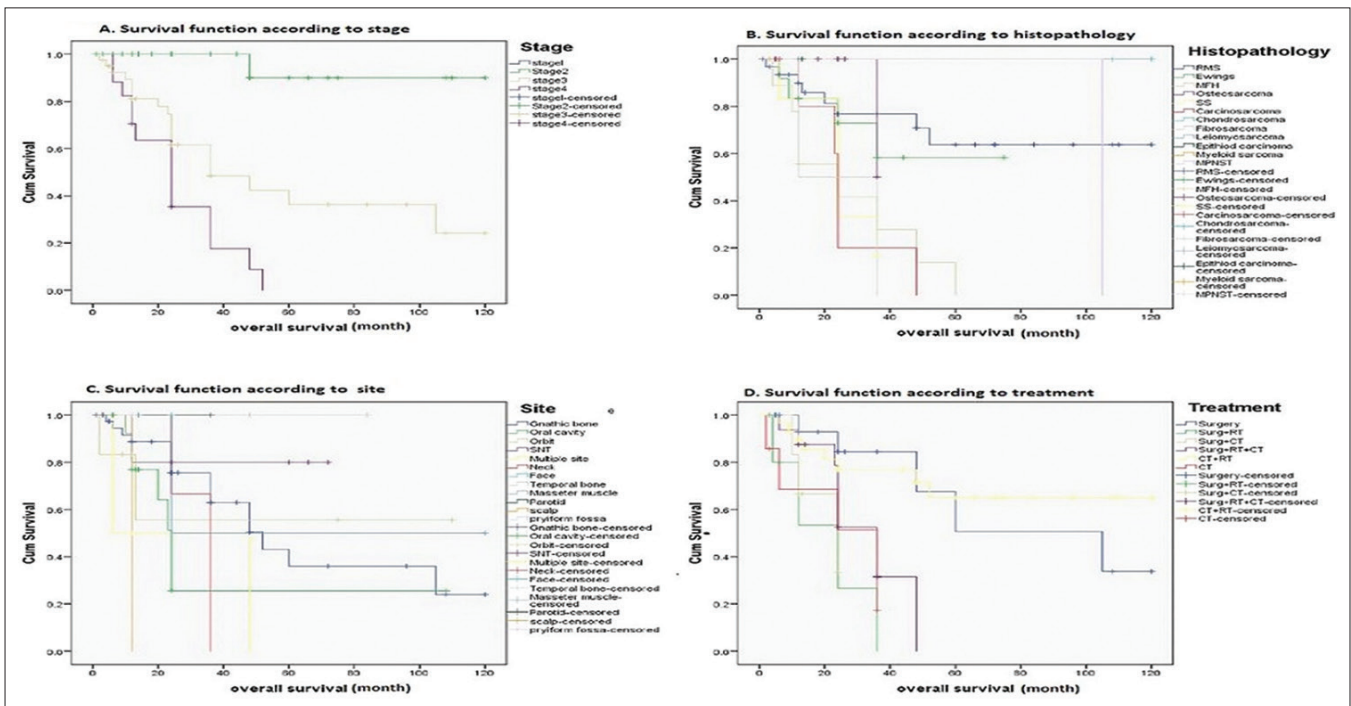 A. Survival function according to stage
Cum Survival
1.0
0.8
0.6
0.4
0.2
0.0
0
20
40
60
80
100
120
overall survival (month)
Stage
stageI
Stage2
stage3
stage4
stageI-censored
Stage2-censored
stage3-censored
stage4-censored
B. Survival function according to histopathology
Cum Survival
1.0
0.8
0.6
0.4
0.2
0.0
0
20
40
60
80
100
120
overall survival (month)
Histopathology
RMS
Ewings
MFH
Osteosarcoma
SS
Carcinosarcoma
Chondrosarcoma
Fibrosarcoma
Leiomyosarcoma
Epithiod carcinoma
Myeloid sarcoma
MPNST
RMS-censored
Ewings-censored
MFH-censored
Osteosarcoma-censored
SS-censored
Carcinosarcoma-censored
Chondrosarcoma-
censored
Fibrosarcoma-censored
Leiomyosarcoma-
censored
Epithiod carcinoma-
censored
Myeloid sarcoma-
censored
MPNST-censored
C. Survival function according to site
Cum Survival
1.0
0.8
0.6
0.4
0.2
0.0
0
20
40
60
80
100
120
overall survival (month)
Site
Gnathic bone
Oral cavity
Orbit
SNT
Multiple site
Neck
Face
Temporal bone
Masseter muscle
Parotid
scalp
pryiform fossa
Gnathic bone-censored
Oral cavity-censored
Orbit-censored
SNT-censored
Multiple site-censored
Neck-censored
Face-censored
Temporal bone-censored
Masseter muscle-
censored
Parotid-censored
scalp-censored
pryiform fossa-censored
D. Survival function according to treatment
Cum Survival
1.0
0.8
0.6
0.4
0.2
0.0
0
20
40
60
80
100
120
overall survival (month)
Treatment
Surgery
Surg+RT
Surg+CT
Surg+RT+CT
CT+RT
CT
Surgery-censored
Surg+RT-censored
Surg+CT-censored
Surg+RT+CT-censored
CT+RT-censored
CT-censored